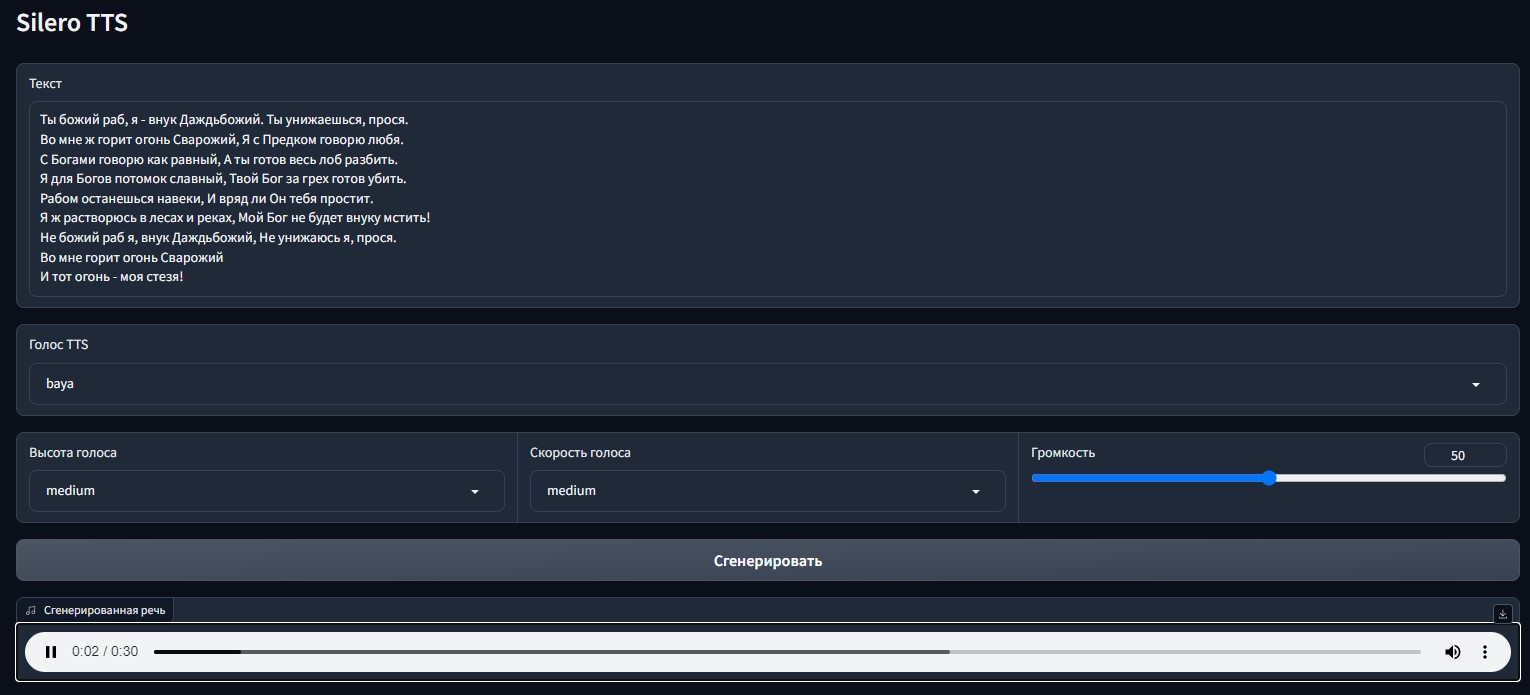 Silero TTS
Текст
Ты божий раб, я - внук Даждьбожий. Ты унижаешься, прося.
Во мне ж горит огонь Сварожий, Я с Предком говорю любя.
С Богами говорю как равный, А ты готов весь лоб разбить.
Я для Богов потомок славный, Твой Бог за грех готов убить.
Рабом останешься навеки, И вряд ли Он тебя простит.
Я ж растворюсь в лесах и реках, Мой Бог не будет внуку мстить!
Не божий раб я, внук Даждьбожий, Не унижаюсь я, прося.
Во мне горит огонь Сварожий
И тот огонь - моя стезя!
Голос TTS
baya
Высота голоса
medium
Скорость голоса
medium
Громкость
50
Сгенерировать
Сгенерированная речь
0:02 / 0:30